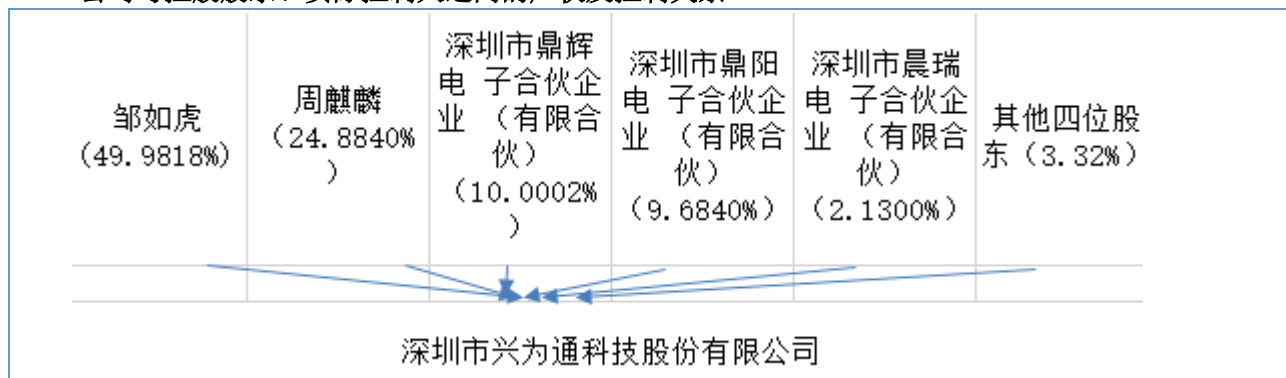 邹如虎
(49.9818%)
周麒麟
（24.8840%
）
深圳市鼎辉
电 子合伙企
业 （有限合
伙）
（10.0002%
）
深圳市鼎阳
电 子合伙企
业 （有限合
伙）
（9.6840%）
深圳市晨瑞
电 子合伙企
业 （有限合
伙）
（2.1300%）
其他四位股
东（3.32%）
深圳市兴为通科技股份有限公司